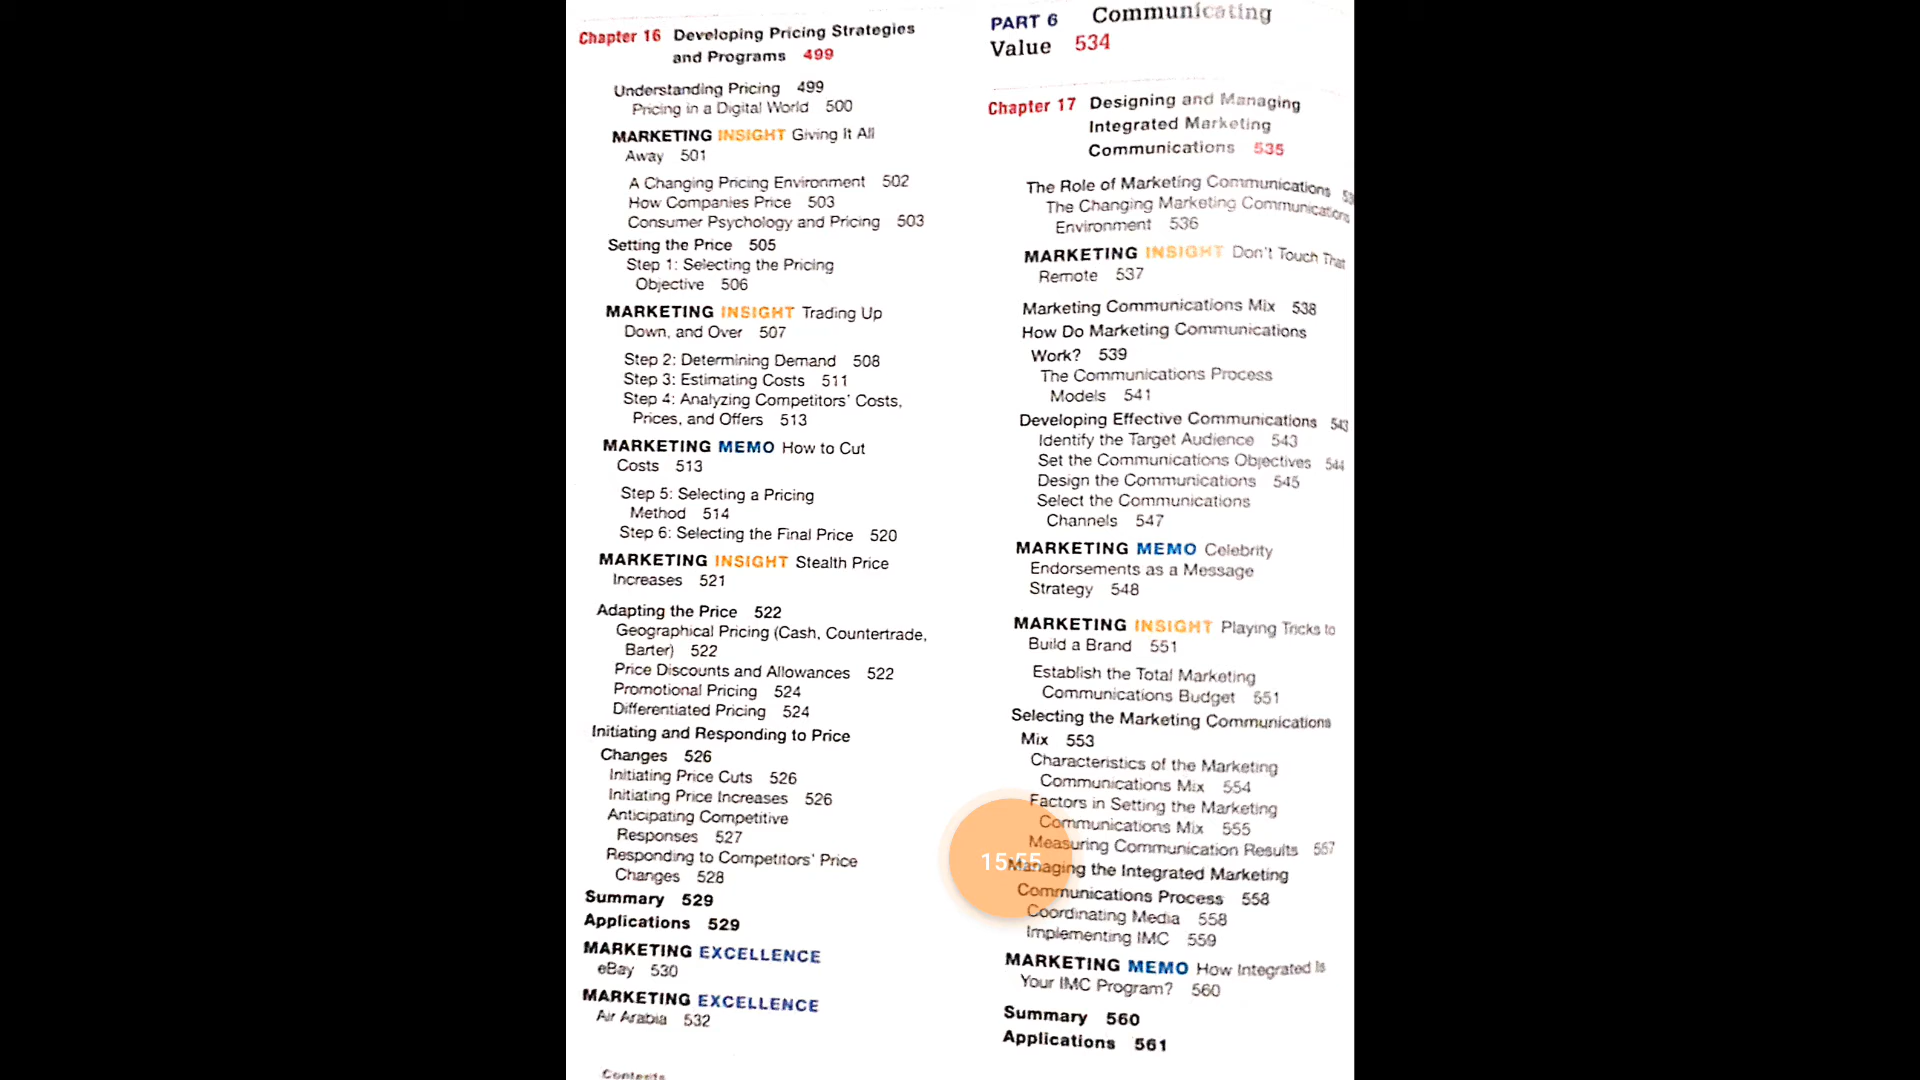 Chapter 16 Developing Pricing Strategies
and Programs 499
Understanding Pricing 499
Pricing in a Digital World 500
MARKETING INSIGHT Giving It All
Away 501
A Changing Pricing Environment 502
How Companies Price 503
Consumer Psychology and Pricing 503
Setting the Price 505
Step 1: Selecting the Pricing
Objective 506
MARKETING INSIGHT Trading Up
Down, and Over 507
Step 2: Determining Demand 508
Step 3: Estimating Costs 511
Step 4: Analyzing Competitors' Costs,
Prices, and Offers 513
MARKETING MEMO How to Cut
Costs 513
Step 5: Selecting a Pricing
Method 514
Step 6: Selecting the Final Price 520
MARKETING INSIGHT Stealth Price
Increases 521
Adapting the Price 522
Geographical Pricing (Cash, Countertrade,
Barter) 522
Price Discounts and Allowances 522
Promotional Pricing 524
Differentiated Pricing 524
Initiating and Responding to Price
Changes 526
Initiating Price Cuts 526
Initiating Price Increases 526
Anticipating Competitive
Responses 527
Responding to Competitors' Price
Changes 528
Summary 529
Applications 529
MARKETING EXCELLENCE
eBay 530
MARKETING EXCELLENCE
Air Arabia 532
Contents
PART 6 Communicating
Value 534
Chapter 17 Designing and Managing
Integrated Marketing
Communications 535
The Role of Marketing Communications
The Changing Marketing Communications
Environment 536
MARKETING INSIGHT Don't Touch That
Remote 537
Marketing Communications Mix 538
How Do Marketing Communications
Work? 539
The Communications Process
Models 541
Developing Effective Communications 543
Identify the Target Audience 543
Set the Communications Objectives 544
Design the Communications 545
Select the Communications
Channels 547
MARKETING MEMO Celebrity
Endorsements as a Message
Strategy 548
MARKETING INSIGHT Playing Tricks to
Build a Brand 551
Establish the Total Marketing
Communications Budget 551
Selecting the Marketing Communications
Mix 553
Characteristics of the Marketing
Communications Mix 554
Factors in Setting the Marketing
Communications Mix 555
Measuring Communication Results 557
15:55
Managing the Integrated Marketing
Communications Process 558
Coordinating Media 558
Implementing IMC 559
MARKETING MEMO How Integrated Is
Your IMC Program? 560
Summary 560
Applications 561